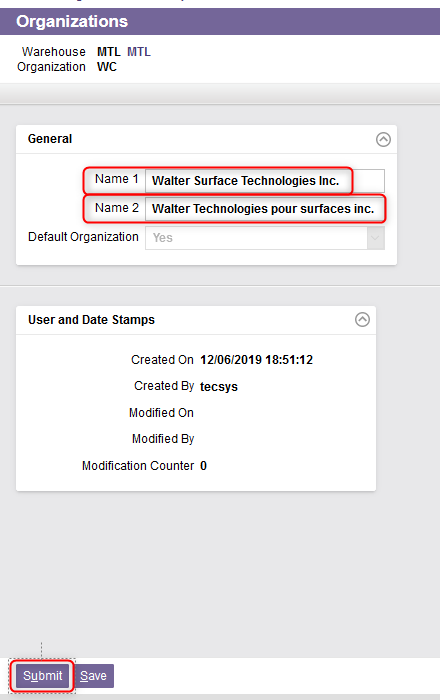 Organizations
Warehouse MTL MTL
Organization WC
General
Name 1 Walter Surface Technologies Inc.
Name 2 Walter Technologies pour surfaces inc.
Default Organization Yes
User and Date Stamps
Created On 12/06/2019 18:51:12
Created By tecsys
Modified On
Modified By
Modification Counter 0
Submit Save